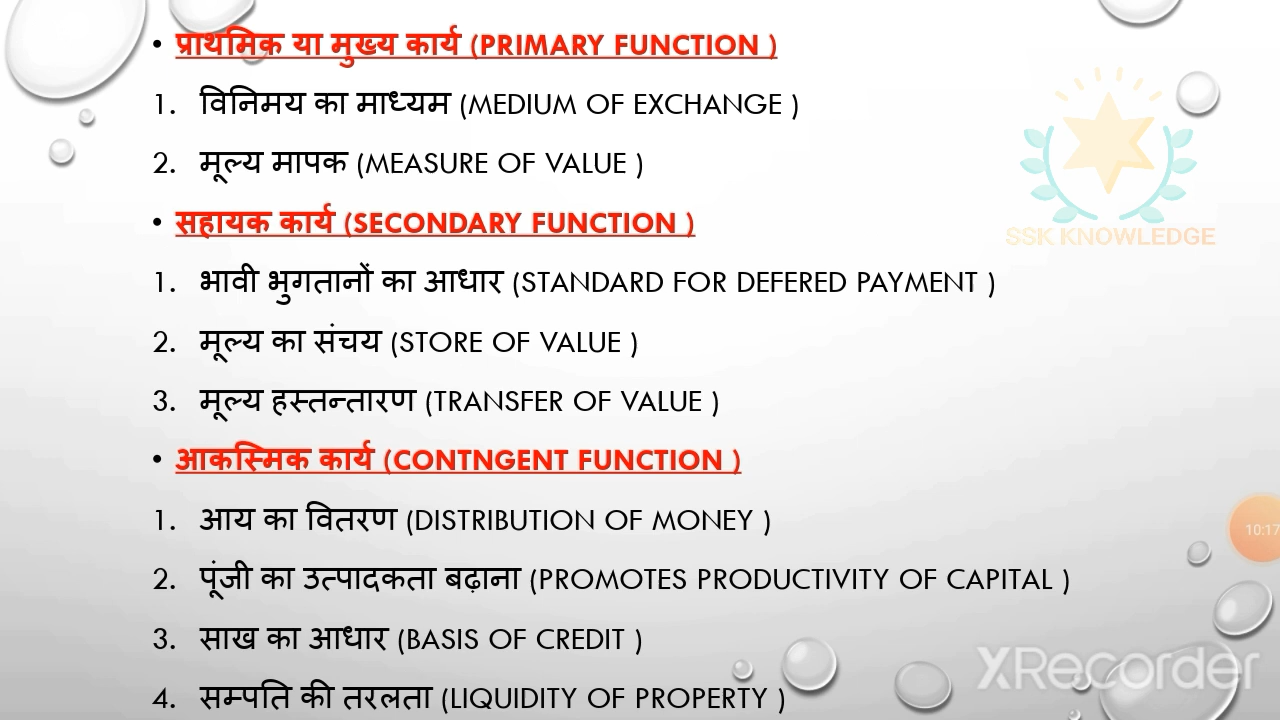 • प्राथमिक या मुख्य कार्य (PRIMARY FUNCTION )
1. विनिमय का माध्यम (MEDIUM OF EXCHANGE )
2. मूल्य मापक (MEASURE OF VALUE )
• सहायक कार्य (SECONDARY FUNCTION )
SSK KNOWLEDGE
1. भावी भुगतानों का आधार (STANDARD FOR DEFERED PAYMENT )
2. मूल्य का संचय (STORE OF VALUE )
3. मूल्य हस्तन्तारण (TRANSFER OF VALUE )
• आकस्मिक कार्य (CONTNGENT FUNCTION )
1. आय का वितरण (DISTRIBUTION OF MONEY )
10:17
2. पूंजी का उत्पादकता बढ़ाना (PROMOTES PRODUCTIVITY OF CAPITAL )
3. साख का आधार (BASIS OF CREDIT )
XRecorder
4. सम्पति की तरलता (LIQUIDITY OF PROPERTY )